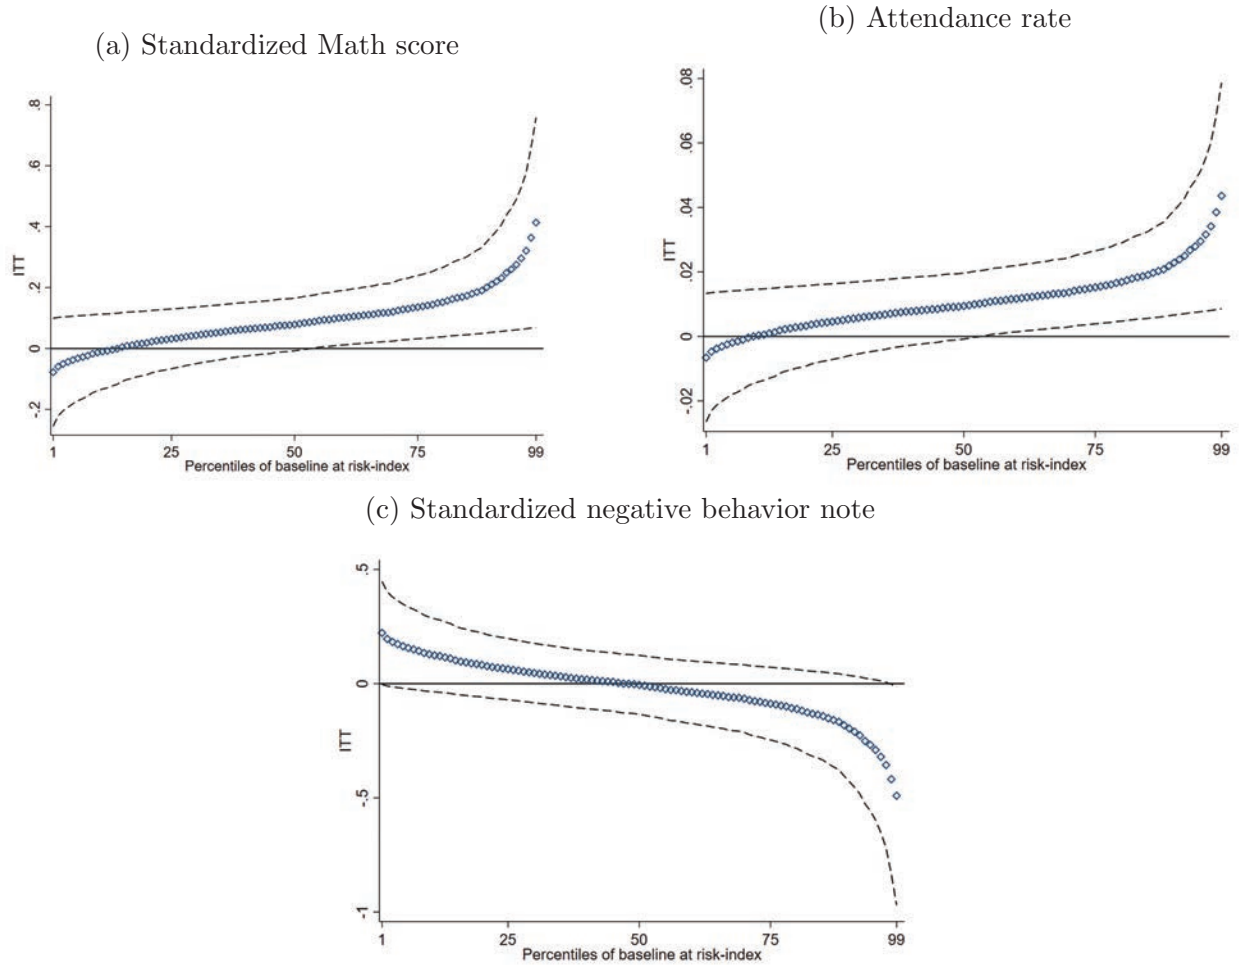 (a) Standardized Math score
.8
.6
.4
.2
0
-.2
ITT
1 25 50 75 99
Percentiles of baseline at risk-index
(b) Attendance rate
.08
.06
.04
.02
0
-.02
ITT
1 25 50 75 99
Percentiles of baseline at risk-index
(c) Standardized negative behavior note
.5
0
-.5
-1
ITT
1 25 50 75 99
Percentiles of baseline at risk-index